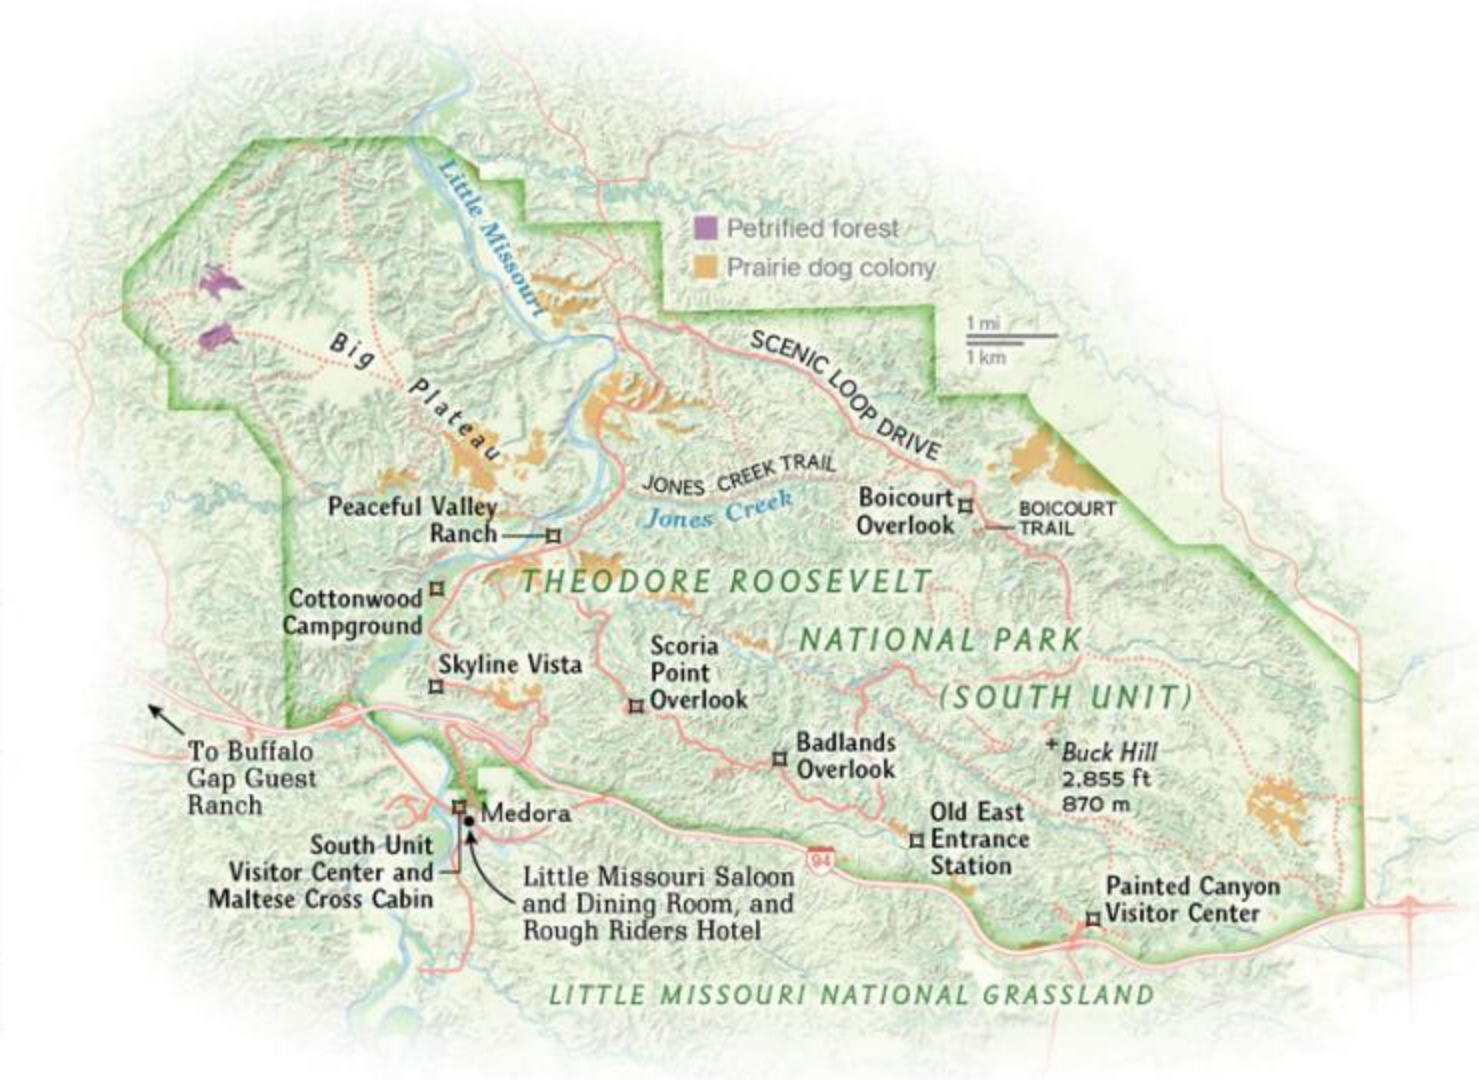 Little Missouri
Petrified forest
Prairie dog colony
1 mi
1 km
SCENIC LOOP DRIVE
Big Plateau
JONES CREEK TRAIL
Jones Creek
Peaceful Valley
Ranch
Boicourt
Overlook
BOICOURT
TRAIL
THEODORE ROOSEVELT
NATIONAL PARK
(SOUTH UNIT)
Cottonwood
Campground
Skyline Vista
Scoria
Point
Overlook
To Buffalo
Gap Guest
Ranch
Badlands
Overlook
Buck Hill
2,855 ft
870 m
Medora
Old East
Entrance
Station
South Unit
Visitor Center and
Maltese Cross Cabin
94
Little Missouri Saloon
and Dining Room, and
Rough Riders Hotel
Painted Canyon
Visitor Center
LITTLE MISSOURI NATIONAL GRASSLAND